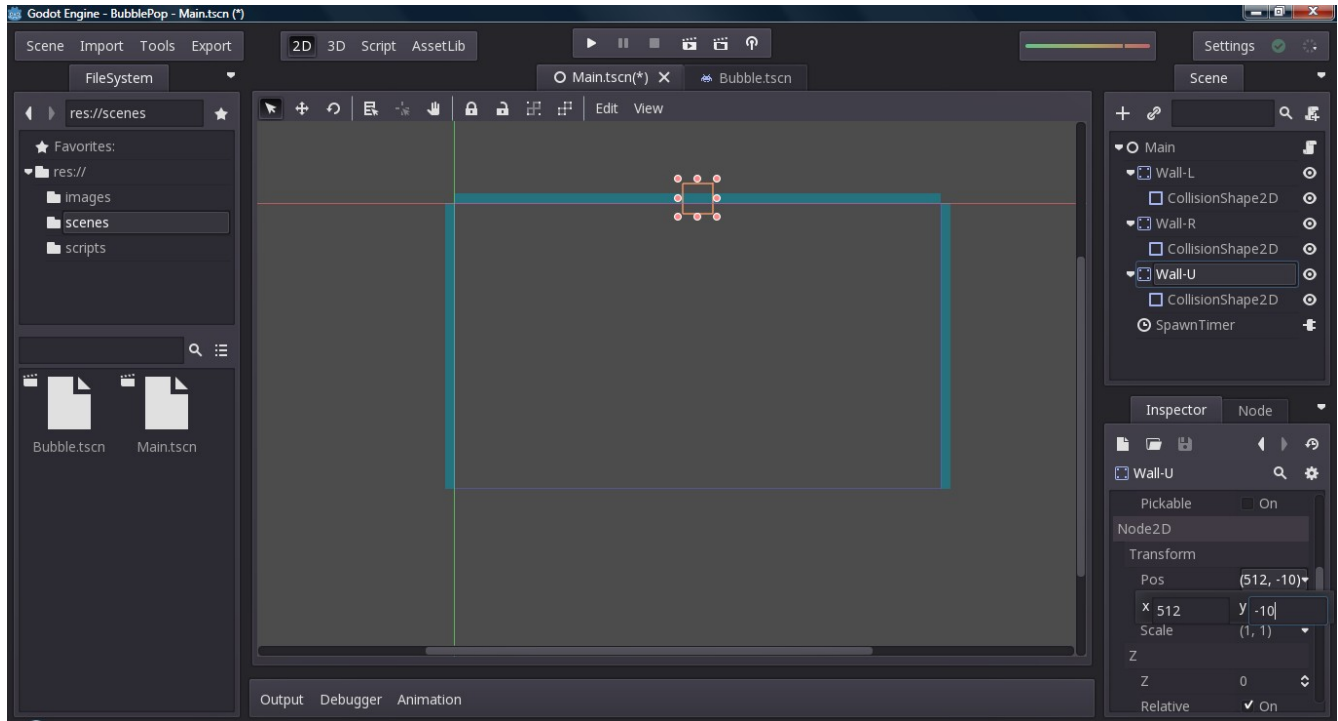 Godot Engine - BubblePop - Main.tscn (*)
Scene Import Tools Export
2D 3D Script AssetLib
Settings
FileSystem
Main.tscn(*) X
Bubble.tscn
Scene
res://scenes
Edit View
Favorites:
res://
images
scenes
scripts
Main
Wall-L
CollisionShape2D
Wall-R
CollisionShape2D
Wall-U
CollisionShape2D
SpawnTimer
Bubble.tscn
Main.tscn
Inspector Node
Wall-U
Pickable On
Node2D
Transform
Pos (512, -10)
x 512 y -10
Scale (1, 1)
Z
Z 0
Relative On
Output Debugger Animation